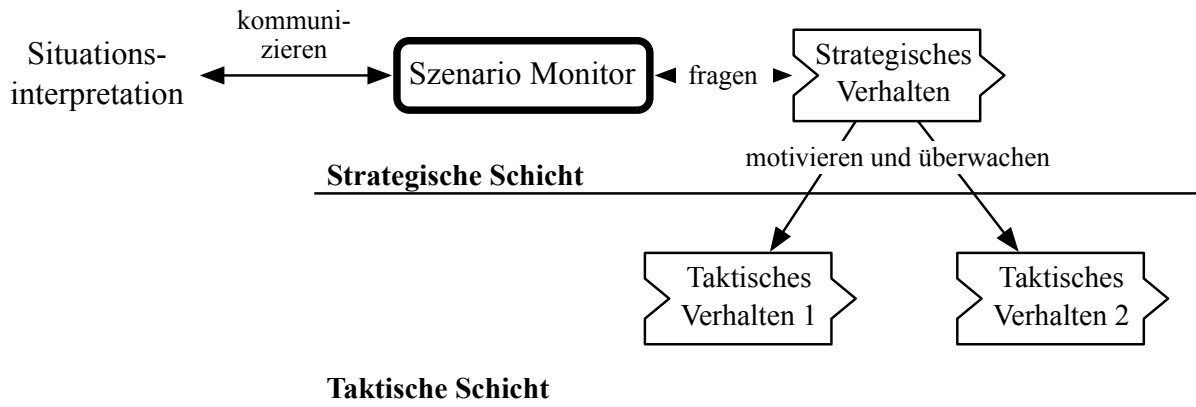 kommuni-
zieren
Situations-
interpretation
Szenario Monitor
fragen
Strategisches
Verhalten
motivieren und überwachen
Strategische Schicht
Taktisches
Verhalten 1
Taktisches
Verhalten 2
Taktische Schicht